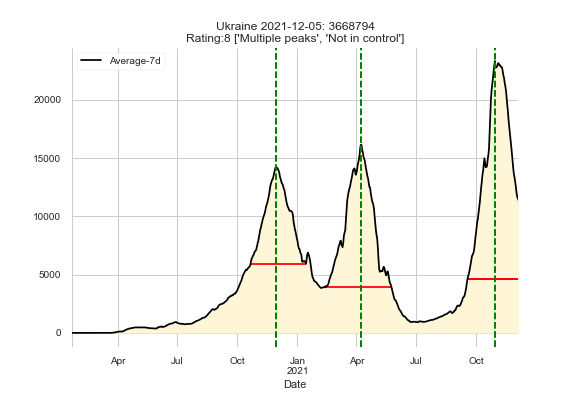 Ukraine 2021-12-05: 3668794
Rating:8 ['Multiple peaks', 'Not in control']
Average-7d
20000
15000
10000
5000
0
Apr Jul Oct Jan Apr Jul Oct
2021
Date